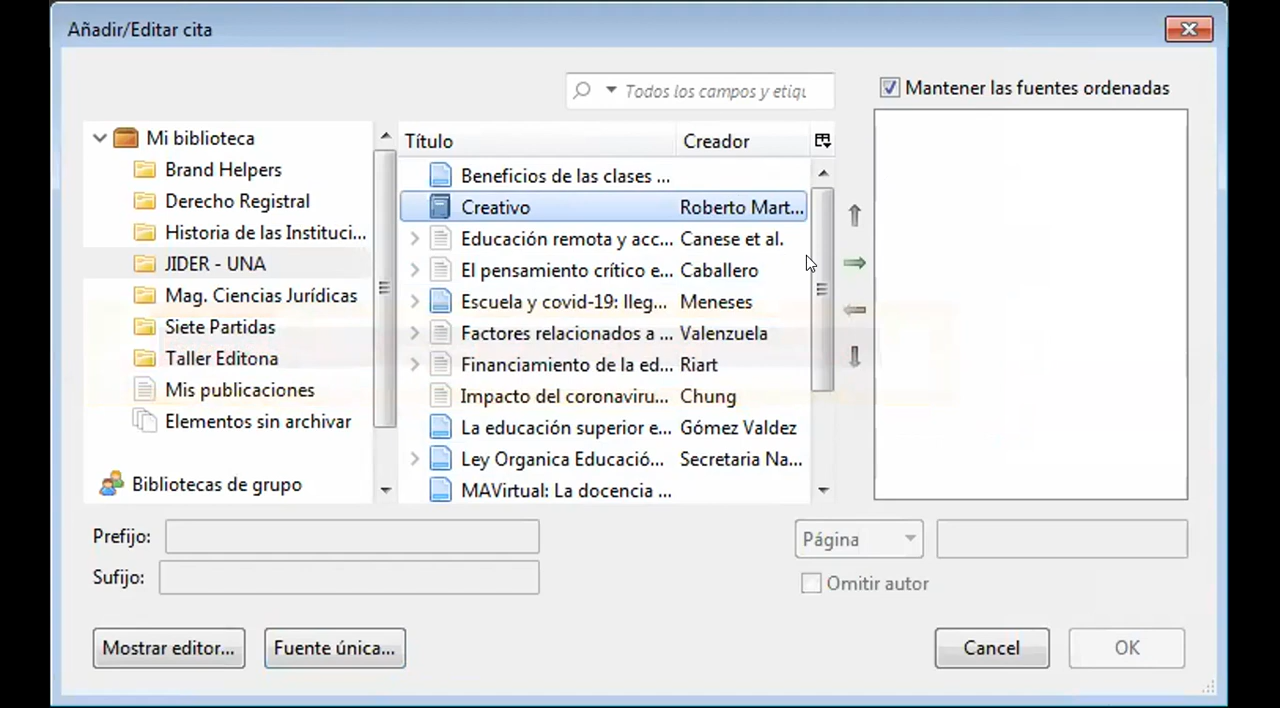 Añadir/Editar cita
Todos los campos y etiqu
Mantener las fuentes ordenadas
Mi biblioteca
Brand Helpers
Derecho Registral
Historia de las Instituci...
JIDER - UNA
Mag. Ciencias Jurídicas
Siete Partidas
Taller Editona
Mis publicaciones
Elementos sin archivar
Bibliotecas de grupo
Título Creador
Beneficios de las clases ...
Creativo Roberto Mart...
Educación remota y acc... Canese et al.
El pensamiento crítico e... Caballero
Escuela y covid-19: lleg... Meneses
Factores relacionados a ... Valenzuela
Financiamiento de la ed... Riart
Impacto del coronaviru... Chung
La educación superior e... Gómez Valdez
Ley Organica Educació... Secretaria Na...
MAVirtual: La docencia ...
Prefijo:
Sufijo:
Página
Omitir autor
Mostrar editor...
Fuente única...
Cancel
OK